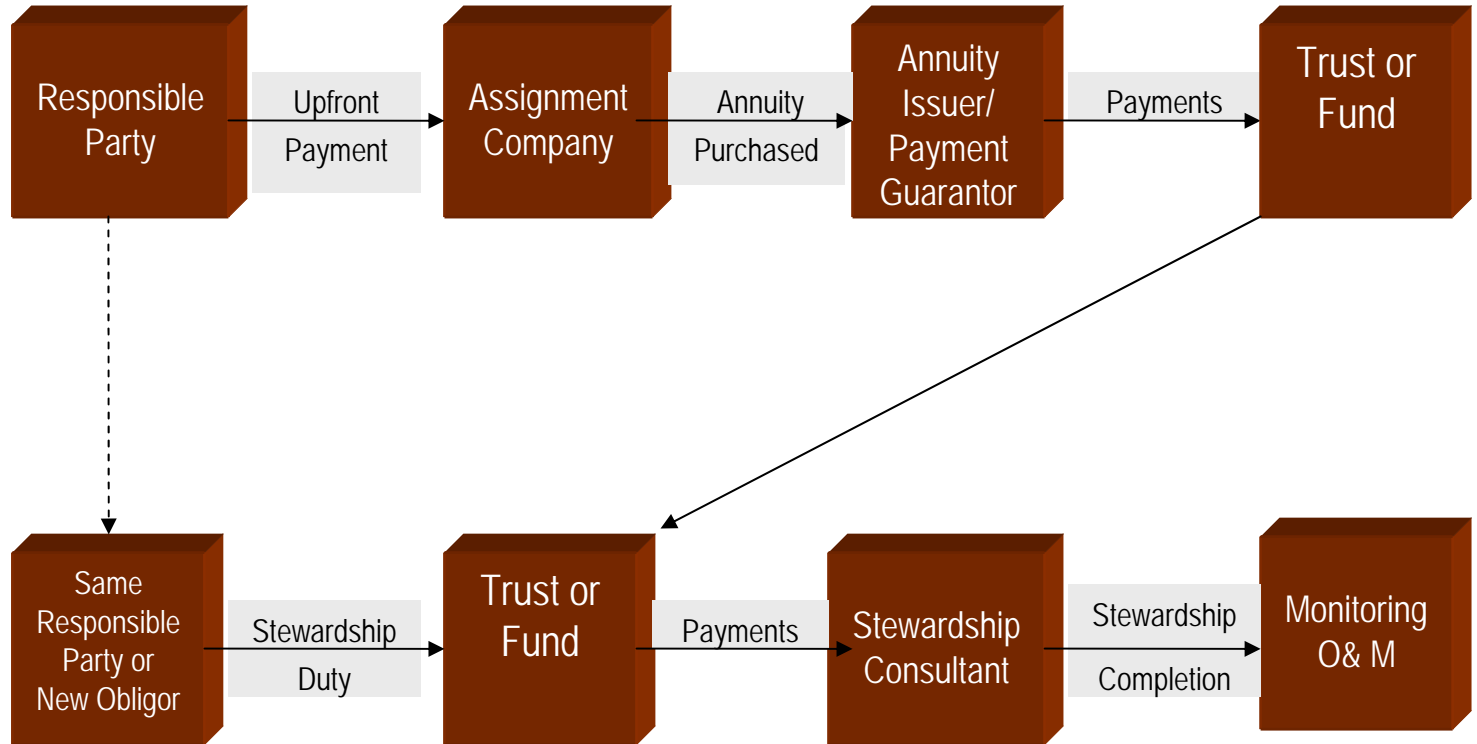 Responsible
Party
Upfront
Payment
Assignment
Company
Annuity
Purchased
Annuity
Issuer/
Payment
Guarantor
Payments
Trust or
Fund
Same
Responsible
Party or
New Obligor
Stewardship
Duty
Trust or
Fund
Payments
Stewardship
Consultant
Stewardship
Completion
Monitoring
O& M